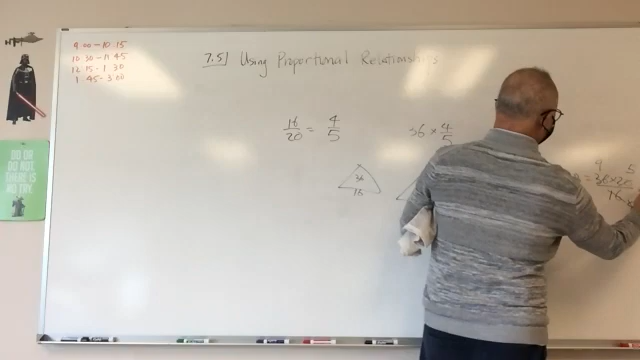 9:00-10:15
10:30-11:45
12:15-1:30
1:45-3:00
7.5 Using Proportional Relationships
16/20 = 4/5
36 × 4/5
36
16
DO OR
DO NOT.
THERE IS
NO TRY.